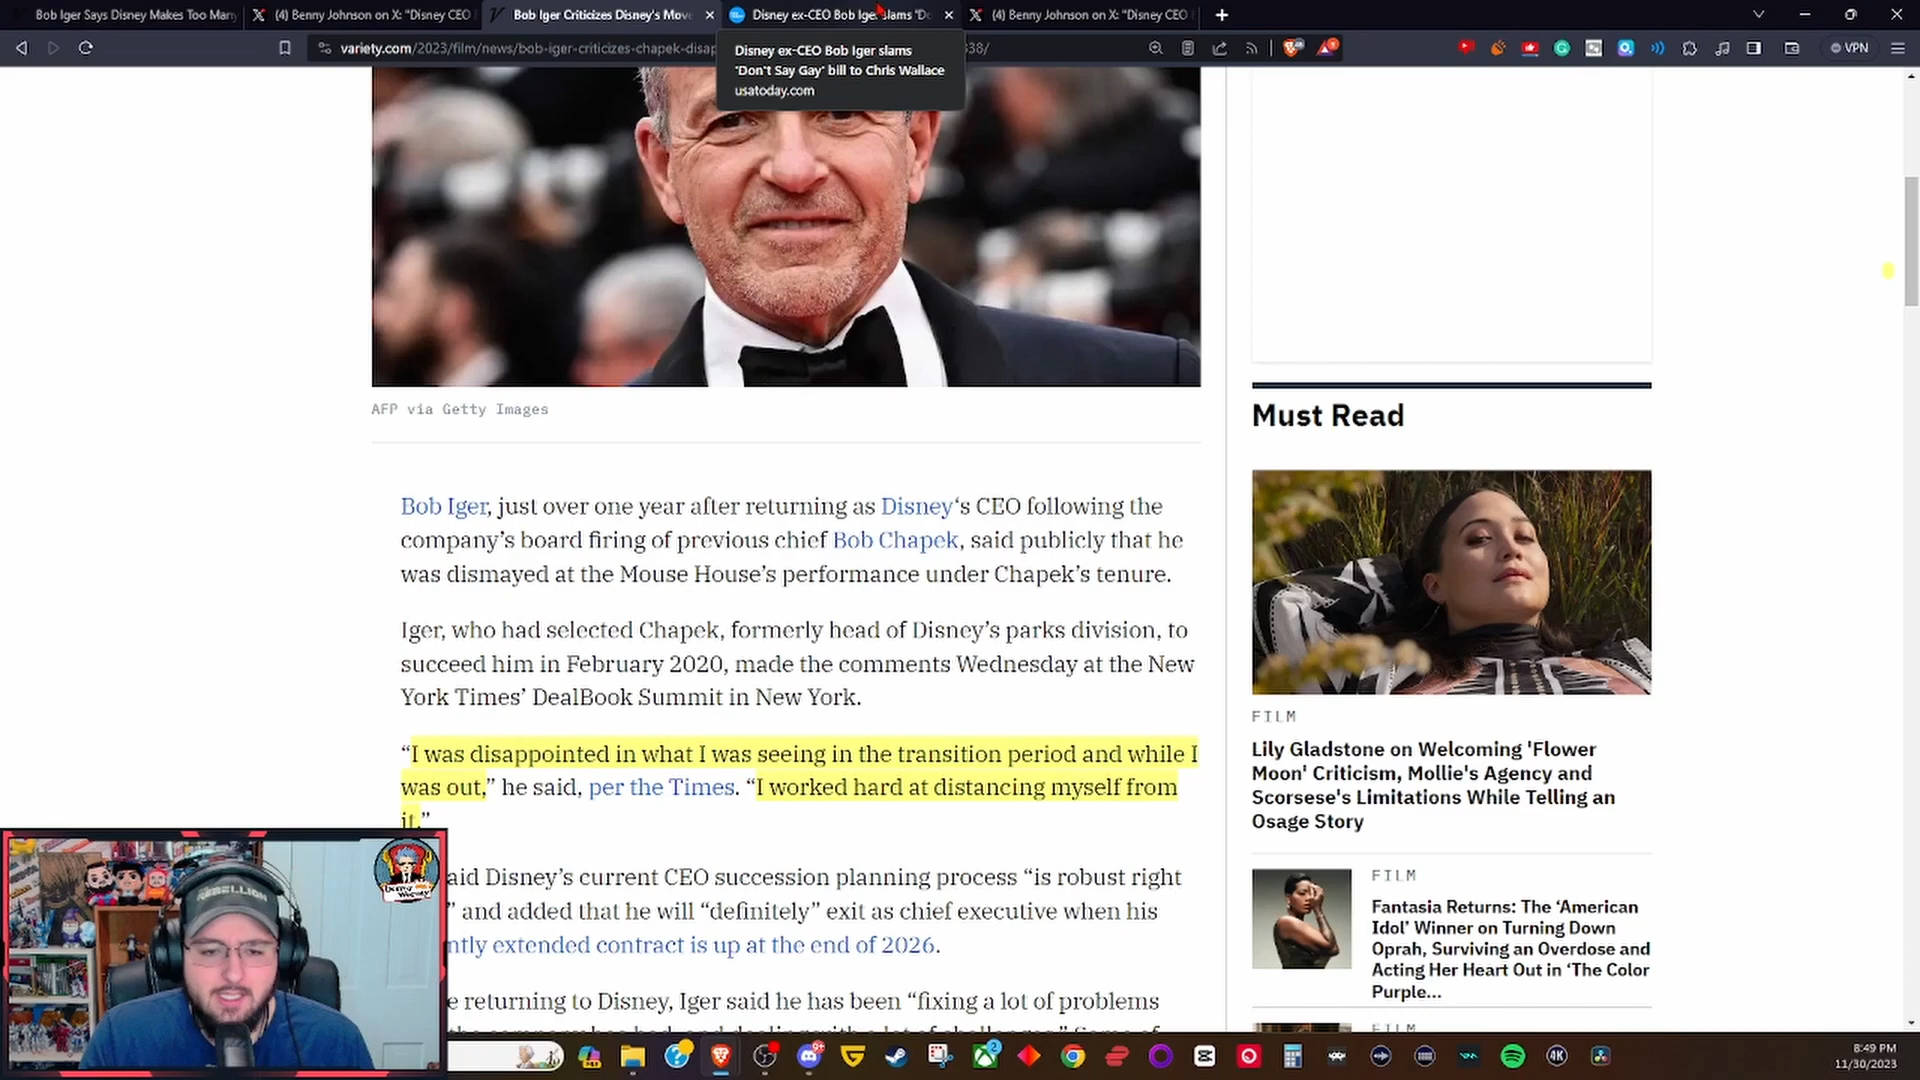 Bob Iger Says Disney Makes Too Many
(4) Benny Johnson on X: "Disney CEO
Bob Iger Criticizes Disney's Move
Disney ex-CEO Bob Iger slams 'Do
(4) Benny Johnson on X: "Disney CEO
variety.com/2023/film/news/bob-iger-criticizes-chapek-disap
38/
VPN
Disney ex-CEO Bob Iger slams
'Don't Say Gay' bill to Chris Wallace
usatoday.com
AFP via Getty Images
Bob Iger, just over one year after returning as Disney‘s CEO following the
company’s board firing of previous chief Bob Chapek, said publicly that he
was dismayed at the Mouse House’s performance under Chapek’s tenure.
Iger, who had selected Chapek, formerly head of Disney’s parks division, to
succeed him in February 2020, made the comments Wednesday at the New
York Times’ DealBook Summit in New York.
“I was disappointed in what I was seeing in the transition period and while I
was out,” he said, per the Times. “I worked hard at distancing myself from
it.”
aid Disney’s current CEO succession planning process “is robust right
” and added that he will “definitely” exit as chief executive when his
ntly extended contract is up at the end of 2026.
e returning to Disney, Iger said he has been “fixing a lot of problems
Must Read
FILM
Lily Gladstone on Welcoming 'Flower
Moon' Criticism, Mollie's Agency and
Scorsese's Limitations While Telling an
Osage Story
FILM
Fantasia Returns: The ‘American
Idol’ Winner on Turning Down
Oprah, Surviving an Overdose and
Acting Her Heart Out in ‘The Color
Purple...
FILM
REBELLION
8:49 PM
11/30/2023